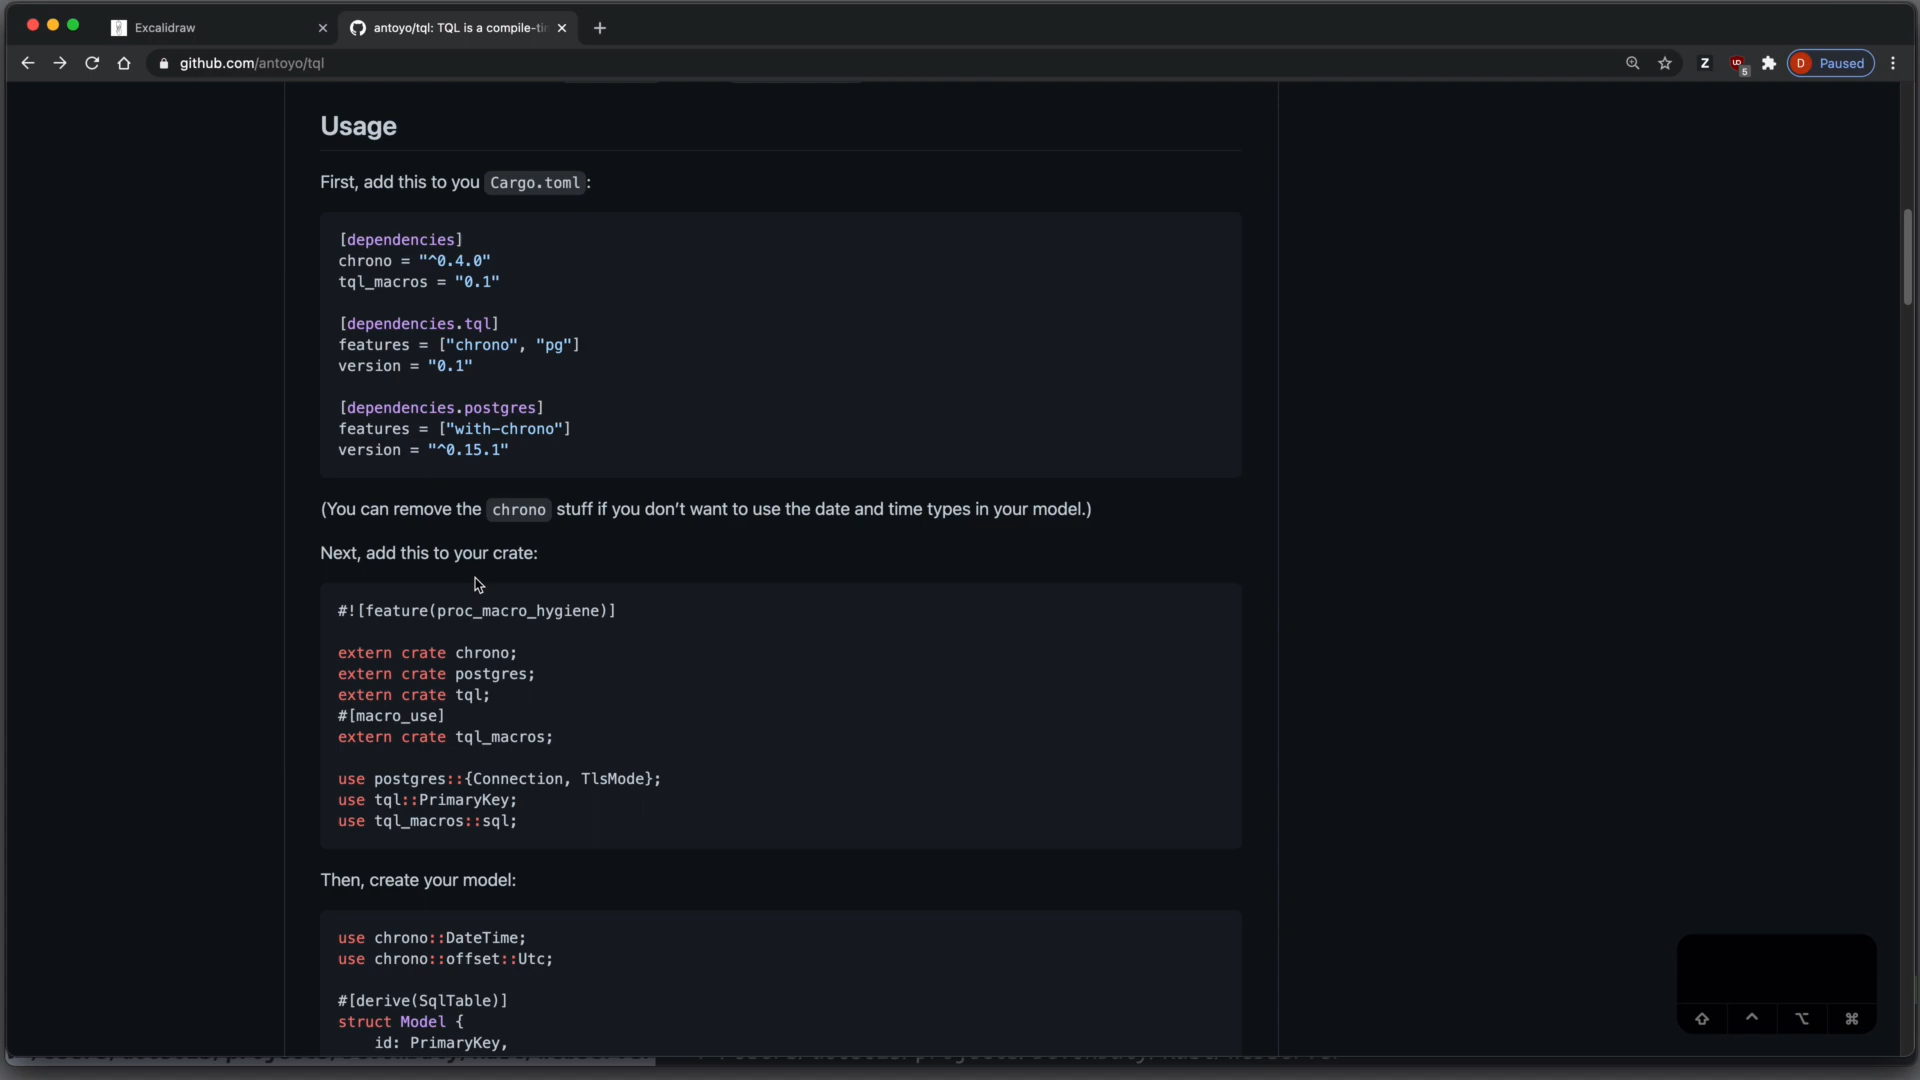 Excalidraw
antoyo/tql: TQL is a compile-ti
github.com/antoyo/tql
Z
5
D Paused
Usage
First, add this to you Cargo.toml:
[dependencies]
chrono = "^0.4.0"
tql_macros = "0.1"
[dependencies.tql]
features = ["chrono", "pg"]
version = "0.1"
[dependencies.postgres]
features = ["with-chrono"]
version = "^0.15.1"
(You can remove the chrono stuff if you don’t want to use the date and time types in your model.)
Next, add this to your crate:
#![feature(proc_macro_hygiene)]
extern crate chrono;
extern crate postgres;
extern crate tql;
#[macro_use]
extern crate tql_macros;
use postgres::{Connection, TlsMode};
use tql::PrimaryKey;
use tql_macros::sql;
Then, create your model:
use chrono::DateTime;
use chrono::offset::Utc;
#[derive(SqlTable)]
struct Model {
id: PrimaryKey,